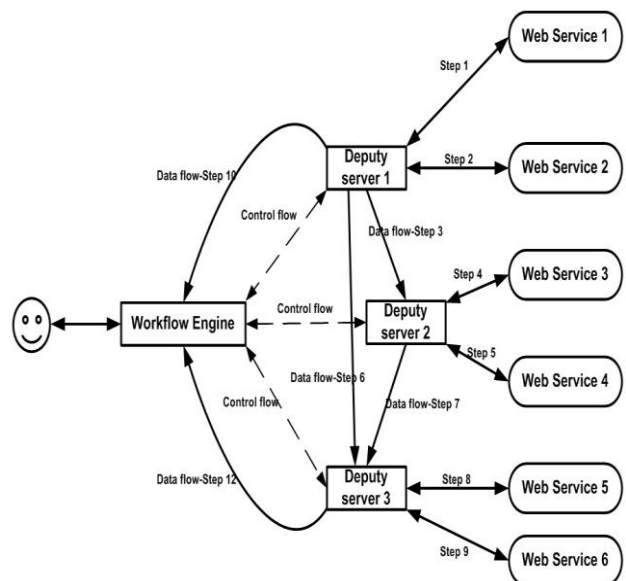 Web Service 1
Step 1
Deputy
server 1
Step 2
Web Service 2
Data flow-Step 10
Control flow
Data flow-Step 3
Step 4
Web Service 3
Control flow
Workflow Engine
Deputy
server 2
Step 5
Data flow-Step 6
Web Service 4
Control flow
Data flow-Step 7
Data flow-Step 12
Deputy
server 3
Step 8
Web Service 5
Step 9
Web Service 6